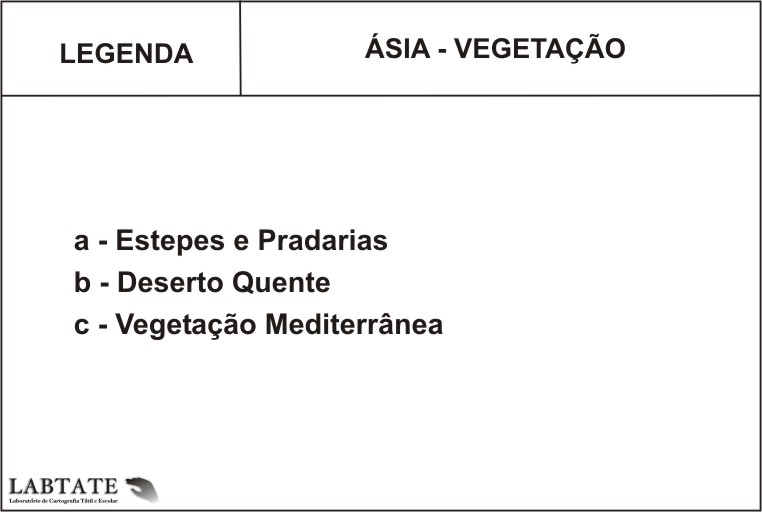 LEGENDA
ÁSIA - VEGETAÇÃO
a - Estepes e Pradarias
b - Deserto Quente
c - Vegetação Mediterrânea
LABTATE
Laboratório de Cartografia Tátil e Escolar